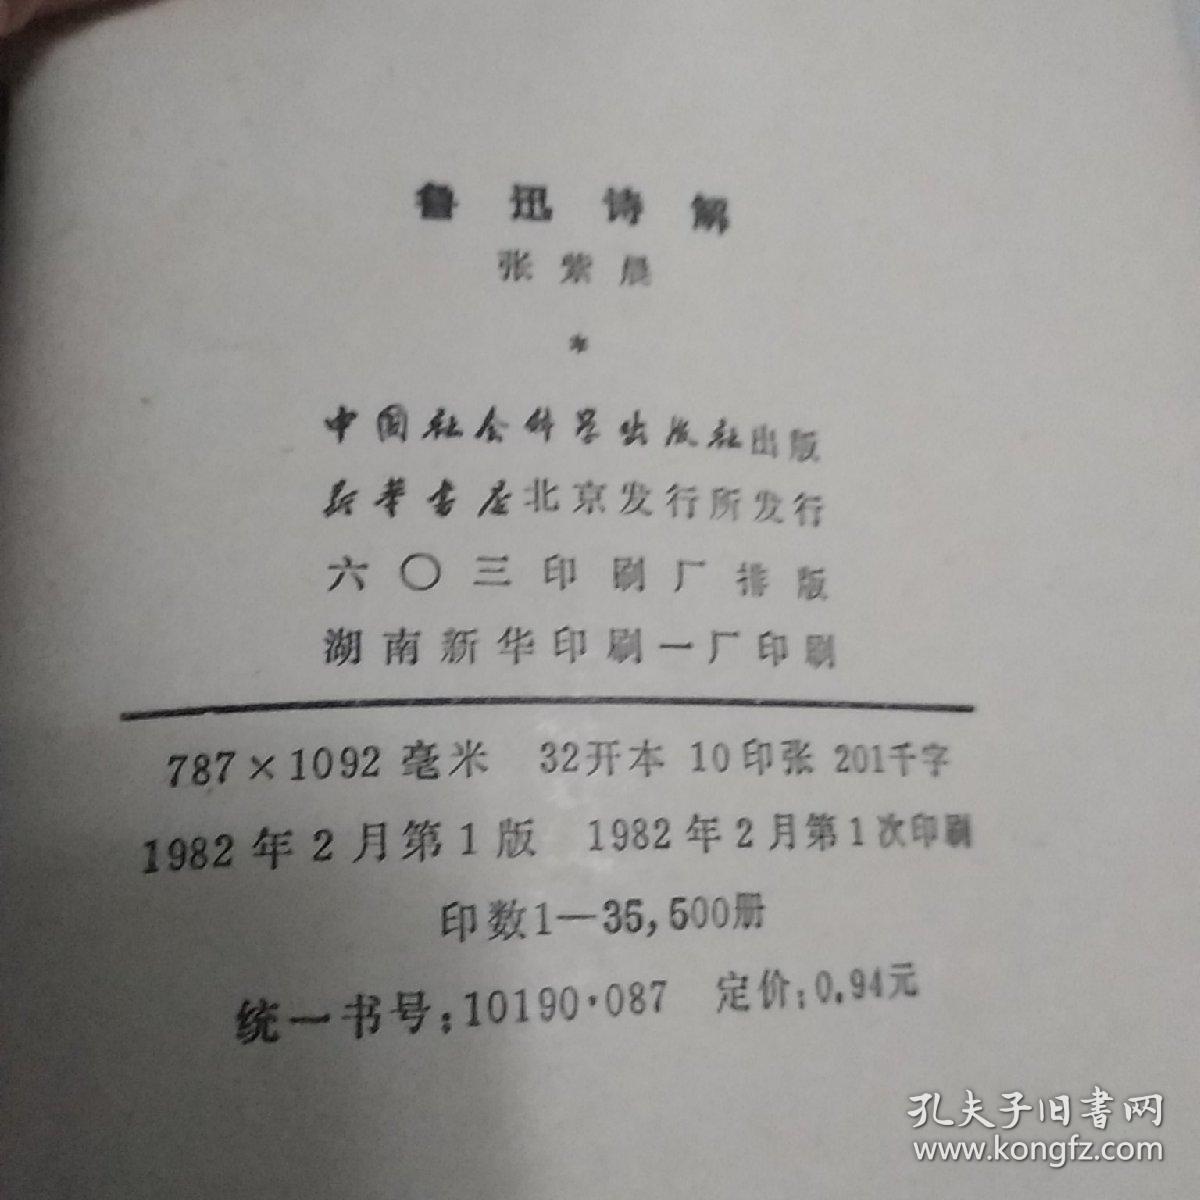 鲁迅诗解
张紫晨
*
中国社会科学出版社出版
新华书店北京发行所发行
六〇三印刷厂排版
湖南新华印刷一厂印刷
787×1092毫米 32开本 10印张 201千字
1982年2月第1版 1982年2月第1次印刷
印数1—35,500册
统一书号:10190·087 定价:0.94元
孔夫子旧書网
www.kongfz.com